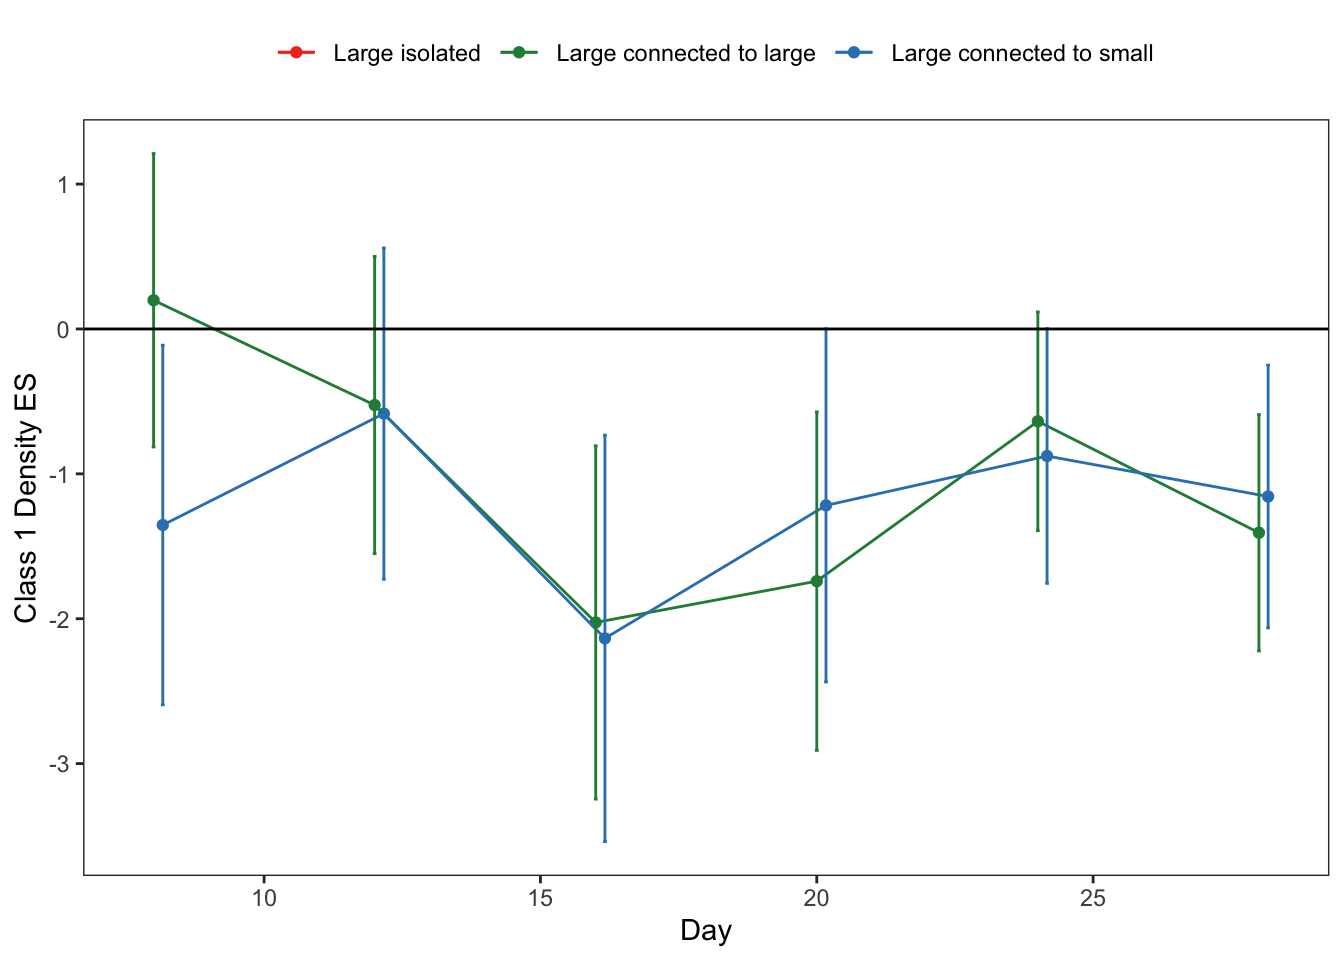 Large isolated Large connected to large Large connected to small
1
0
-1
-2
-3
Class 1 Density ES
10 15 20 25
Day